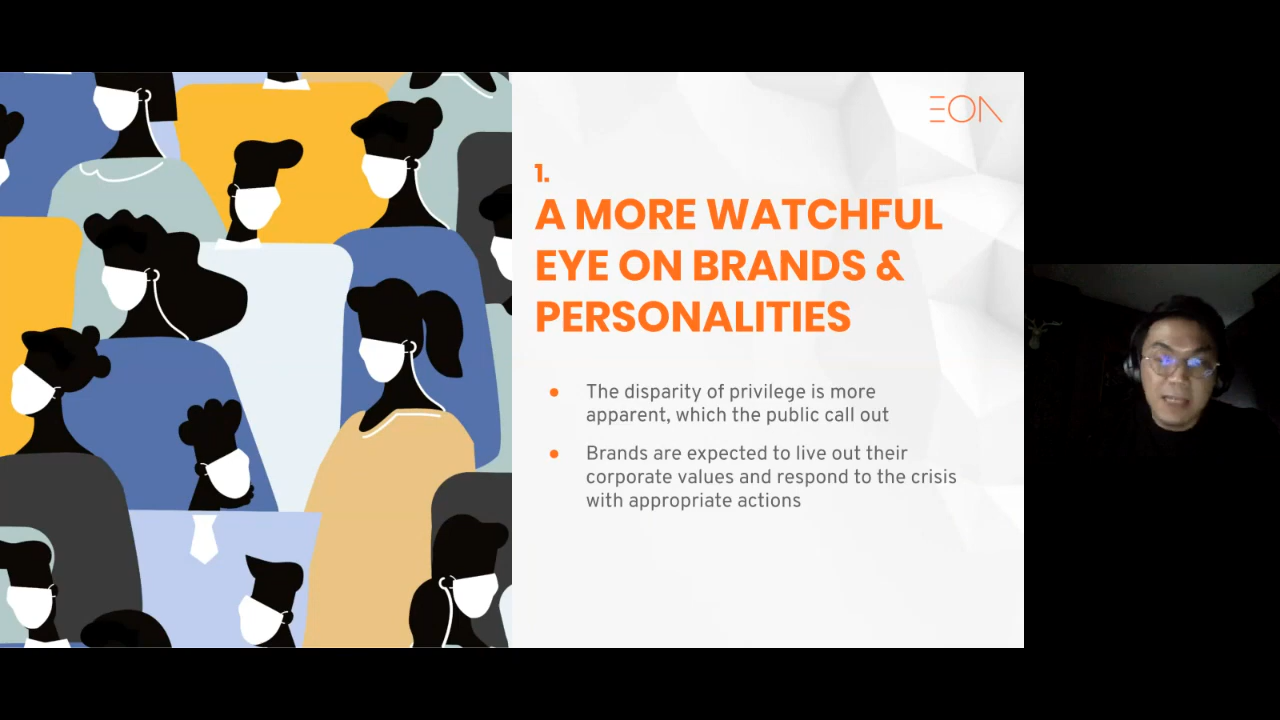 EON
1.
A MORE WATCHFUL
EYE ON BRANDS &
PERSONALITIES
● The disparity of privilege is more
apparent, which the public call out
● Brands are expected to live out their
corporate values and respond to the crisis
with appropriate actions